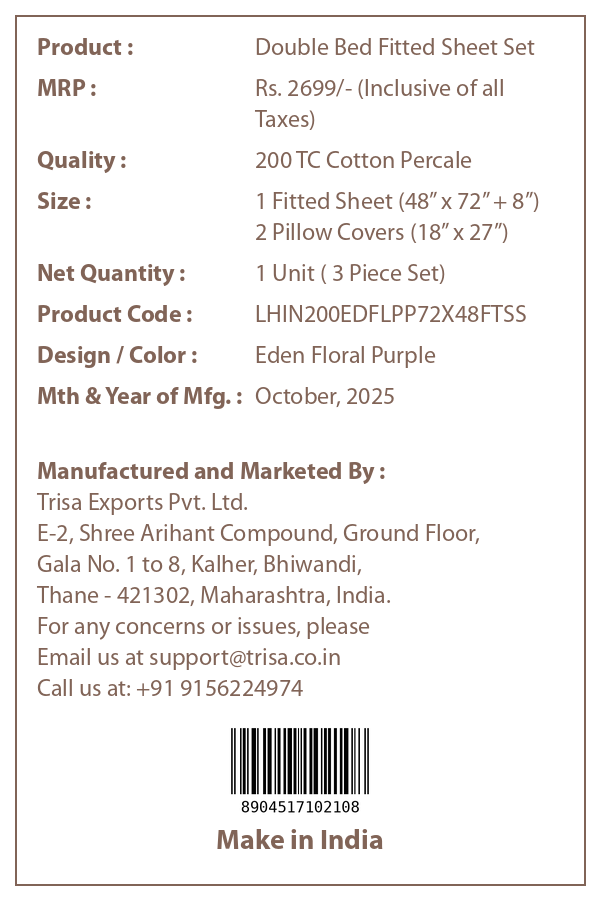 Product : Double Bed Fitted Sheet Set
MRP : Rs. 2699/- (Inclusive of all
Taxes)
Quality : 200 TC Cotton Percale
Size : 1 Fitted Sheet (48” x 72” + 8”)
2 Pillow Covers (18” x 27”)
Net Quantity : 1 Unit ( 3 Piece Set)
Product Code : LHIN200EDFLPP72X48FTSS
Design / Color : Eden Floral Purple
Mth & Year of Mfg. : October, 2025
Manufactured and Marketed By :
Trisa Exports Pvt. Ltd.
E-2, Shree Arihant Compound, Ground Floor,
Gala No. 1 to 8, Kalher, Bhiwandi,
Thane - 421302, Maharashtra, India.
For any concerns or issues, please
Email us at support@trisa.co.in
Call us at: +91 9156224974
8904517102108
Make in India